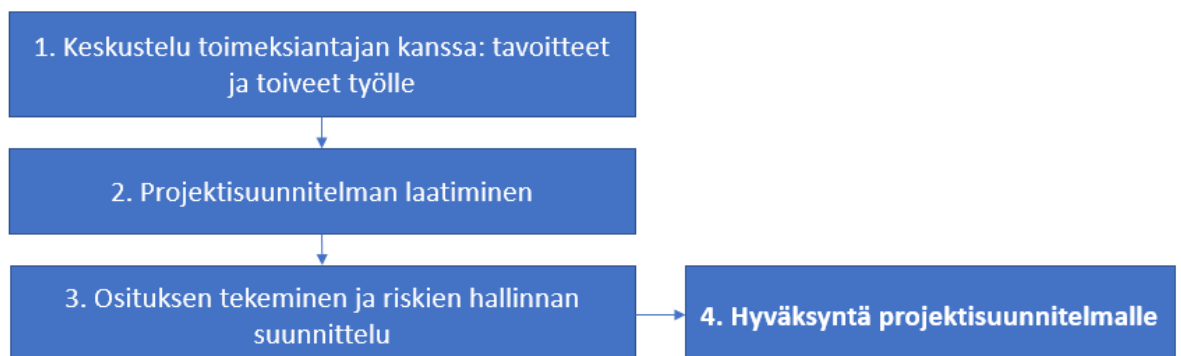 1. Keskustelu toimeksiantajan kanssa: tavoitteet
ja toiveet työlle
2. Projektisuunnitelman laatiminen
3. Osituksen tekeminen ja riskien hallinnan
suunnittelu
4. Hyväksyntä projektisuunnitelmalle